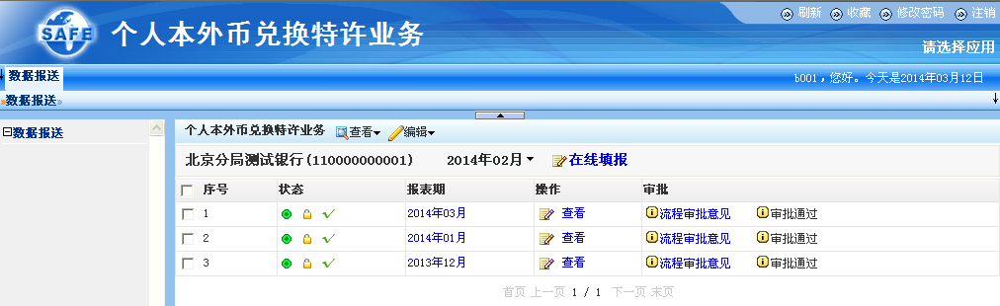 刷新 收藏 修改密码 注销
SAFE 个人本外币兑换特许业务
请选择应用
数据报送
b001，您好。今天是2014年03月12日
数据报送
数据报送
个人本外币兑换特许业务 查看 编辑
北京分局测试银行(110000000001) 2014年02月 在线填报
序号 状态 报表期 操作 审批
1 2014年03月 查看 流程审批意见 审批通过
2 2014年01月 查看 流程审批意见 审批通过
3 2013年12月 查看 流程审批意见 审批通过
首页 上一页 1 / 1 下一页 末页